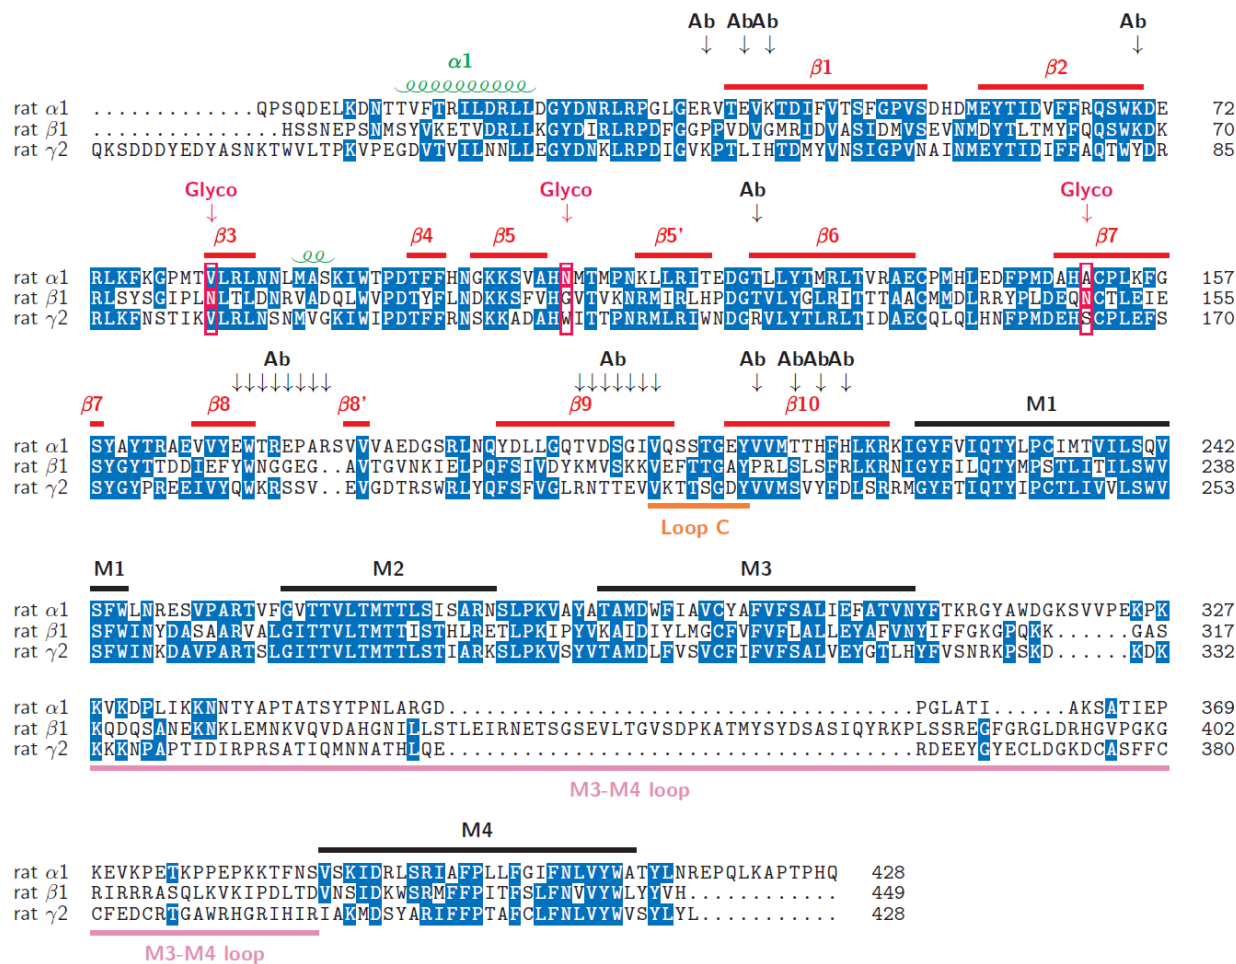 Ab Ab Ab Ab
α1 β1 β2
rat α1 .............QPSQDELKDNTTVFTRILDRLLDGYDNRLRPGLGERVTEVKTDIFVTSFGPVSDHDMEYTIDVFFRQSWKDE 72
rat β1 ...............HSSNEPSNMSYVKETVDRLLKGYDIRLRPDFGGPPVDVGMRIDVASIDMVSEVNMDYTLTMYFQQSWKDK 70
rat γ2 QKSDDDYEDYASNKTWVLTPKVPEGDVTVILNNLLEGYDNKLRPDIGVKPTLIHTDMYVNSIGPVNAINMEYTIDIFFAQTWYDR 85
Glyco Glyco Ab Glyco
β3 β4 β5 β5' β6 β7
rat α1 RLKFKGPMTVLRLNNLMASKIWTPDTFFHNGKKSVAHNMTMPNKLLRITEDGTLLYTMRLTVRAECPMHLEDFPMDAHACPLKFG 157
rat β1 RLSYSGIPLNLTLDNRVADQLWVPDTYFLNDKKSFVHGVTVKNRMIRLHPDGTVLYGLRITTTAACMMDLRRYPLDEQNCTLEIE 155
rat γ2 RLKFNSTIKVLRLNSNMVGKIWIPDTFFRNSKKADAHWITTPNRMLRIWNDGRVLYTLRLTIDAECQLQLHNFPMDEHSCPLEFS 170
Ab Ab Ab Ab Ab Ab
β7 β8 β8' β9 β10 M1
rat α1 SYAYTRAEVVYEWTREPARSVVVAEDGSRLNQYDLLGQTVDSGIVQSSTGEYVVMTTHFHLKRKIGYFVIQTYLPCIMTVILSQV 242
rat β1 SYGYTTDDIEFYWNGGEG..AVTGVNKIELPQFSIVDYKMVSKKVEFTTGAYPRLSLSFRLKRNIGYFILQTYMPSTLITILSWV 238
rat γ2 SYGYPREEIVYQWKRSSV..EVGDTRSWRLYQFSFVGLRNTTEVVKTTSGDYVVMSVYFDLSRRMGYFTIQTYIPCTLIVVLSWV 253
Loop C
M1 M2 M3
rat α1 SFWLNRESVPARTVFGVTTVLTMTTLSISARNSLPKVAYATAMDWFIAVCYAFVFSALIEFATVNYFTKRGYAWDGKSVVPEKPK 327
rat β1 SFWINYDASAARVALGITTVLTMTTISTHLRETLPKIPYVKAIDIYLMGCFVFVFLALLEYAFVNYIFFGKGPQKK......GAS 317
rat γ2 SFWINKDAVPARTSLGITTVLTMTTLSTIARKSLPKVSYVTAMDLFVSVCFIFVFSALVEYGTLHYFVSNRKPSKD......KDK 332
rat α1 KVKDPLIKKNNTYAPTATSYTPNLARGD.....................................PGLATI......AKSATIEP 369
rat β1 KQDQSANEKNKLEMNKVQVDAHGNILLSTLEIRNETSGSEVLTGVSDPKATMYSYDSASIQYRKPLSSREGFGRGLDRHGVPGKG 402
rat γ2 KKKNPAPTIDIRPRSATIQMNNATHLQE.....................................RDEEYGYECLDGKDCASFFC 380
M3-M4 loop
M4
rat α1 KEVKPETKPPEPKKTFNSVSKIDRLSRIAFPLLFGIFNLVYWATYLNREPQLKAPTPHQ 428
rat β1 RIRRRASQLKVKIPDLTDVNSIDKWSRMFFPITFSLFNVVYWLYYVH............ 449
rat γ2 CFEDCRTGAWRHGRIHIRIAKMDSYARIFFPTAFCLFNLVYWVSYLYL........... 428
M3-M4 loop